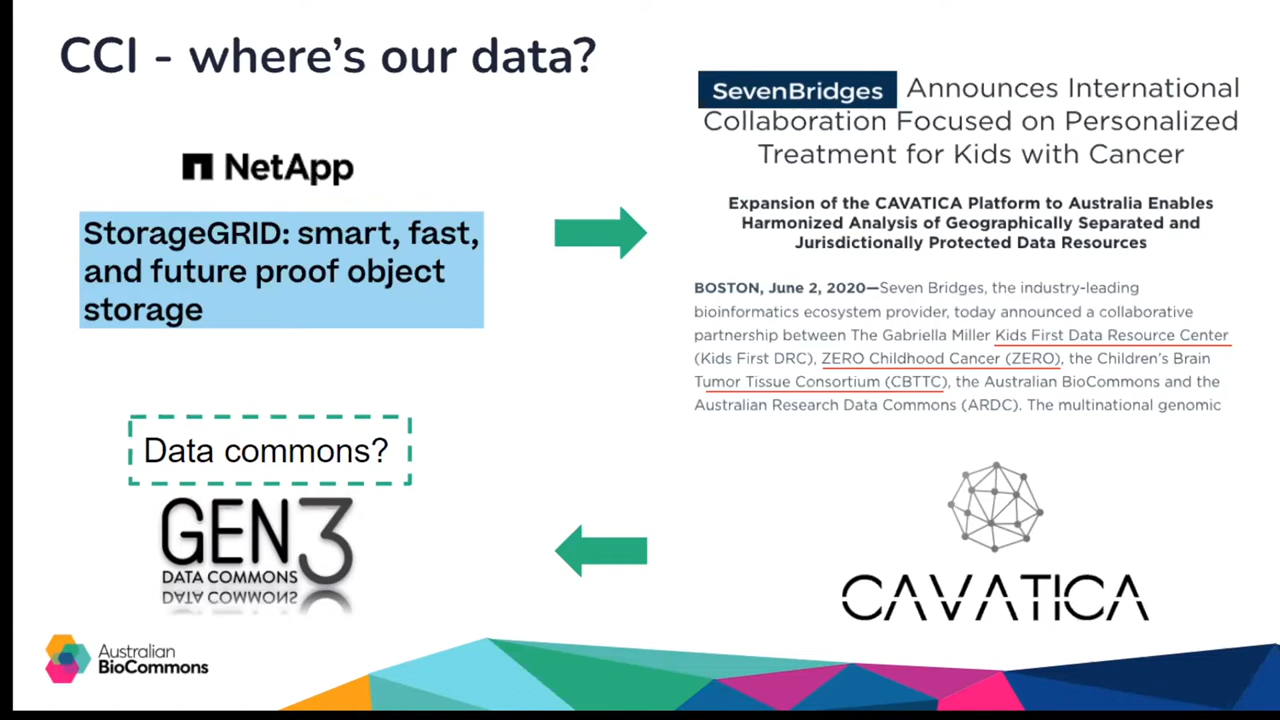 CCI - where's our data?
NetApp
StorageGRID: smart, fast,
and future proof object
storage
SevenBridges Announces International
Collaboration Focused on Personalized
Treatment for Kids with Cancer
Expansion of the CAVATICA Platform to Australia Enables
Harmonized Analysis of Geographically Separated and
Jurisdictionally Protected Data Resources
BOSTON, June 2, 2020—Seven Bridges, the industry-leading
bioinformatics ecosystem provider, today announced a collaborative
partnership between The Gabriella Miller Kids First Data Resource Center
(Kids First DRC), ZERO Childhood Cancer (ZERO), the Children's Brain
Tumor Tissue Consortium (CBTTC), the Australian BioCommons and the
Australian Research Data Commons (ARDC). The multinational genomic
Data commons?
GEN3
DATA COMMONS
CAVATICA
Australian
BioCommons